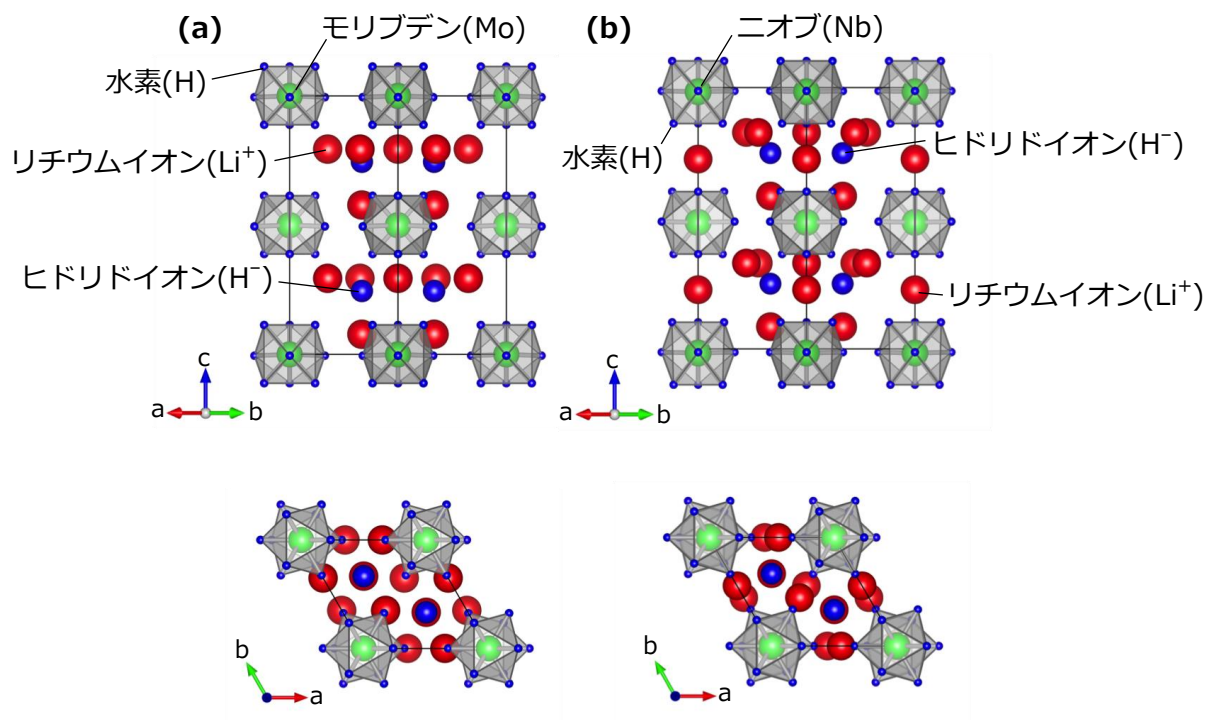 (a)
モリブデン(Mo)
水素(H)
リチウムイオン(Li⁺)
ヒドリドイオン(H⁻)
c
a
b
(b)
ニオブ(Nb)
ヒドリドイオン(H⁻)
水素(H)
リチウムイオン(Li⁺)
c
a
b
b
a
b
a